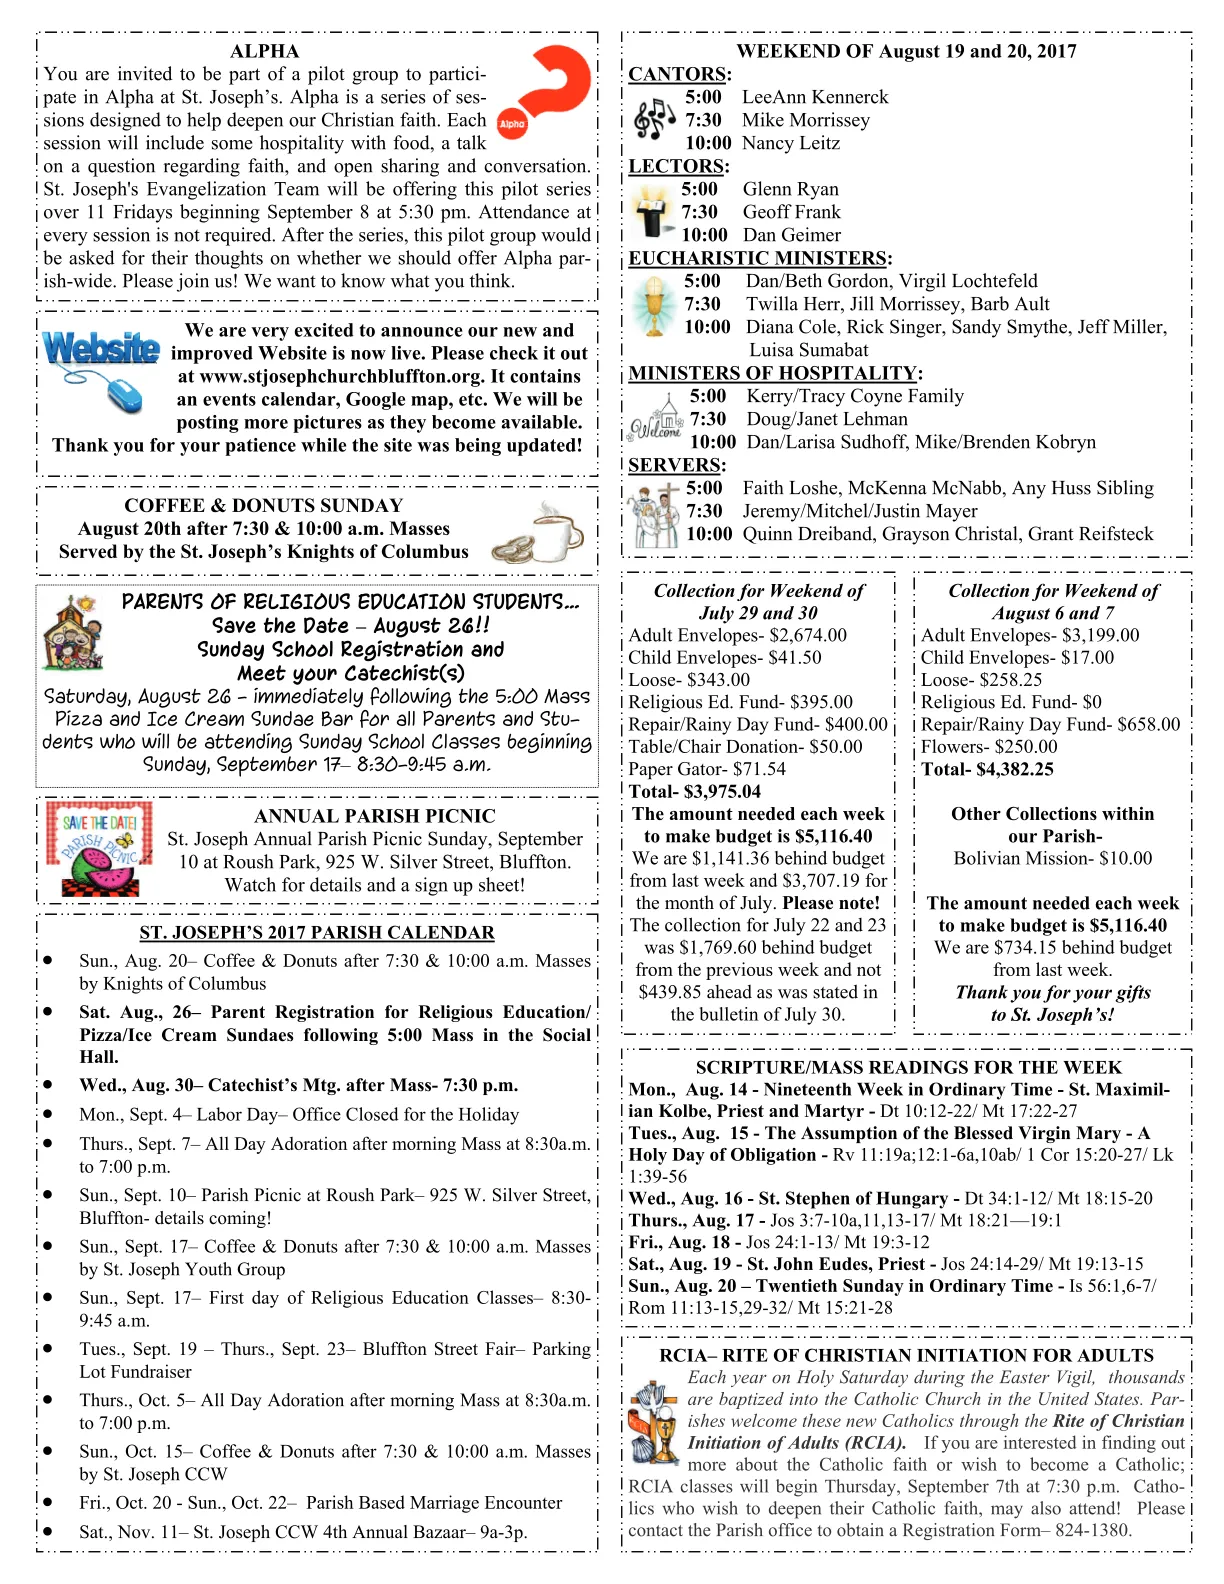 ALPHA
You are invited to be part of a pilot group to partici-
pate in Alpha at St. Joseph's. Alpha is a series of ses-
sions designed to help deepen our Christian faith. Each
session will include some hospitality with food, a talk
on a question regarding faith, and open sharing and conversation.
St. Joseph's Evangelization Team will be offering this pilot series
over 11 Fridays beginning September 8 at 5:30 pm. Attendance at
every session is not required. After the series, this pilot group would
be asked for their thoughts on whether we should offer Alpha par-
ish-wide. Please join us! We want to know what you think.
Alpha
Website
We are very excited to announce our new and
improved Website is now live. Please check it out
at www.stjosephchurchbluffton.org. It contains
an events calendar, Google map, etc. We will be
posting more pictures as they become available.
Thank you for your patience while the site was being updated!
COFFEE & DONUTS SUNDAY
August 20th after 7:30 & 10:00 a.m. Masses
Served by the St. Joseph's Knights of Columbus
PARENTS OF RELIGIOUS EDUCATION STUDENTS...
Save the Date – August 26!!
Sunday School Registration and
Meet your Catechist(s)
Saturday, August 26 - immediately following the 5:00 Mass
Pizza and Ice Cream Sundae Bar for all Parents and Stu-
dents who will be attending Sunday School Classes beginning
Sunday, September 17– 8:30-9:45 a.m.
SAVE THE DATE!
PARISH PICNIC
ANNUAL PARISH PICNIC
St. Joseph Annual Parish Picnic Sunday, September
10 at Roush Park, 925 W. Silver Street, Bluffton.
Watch for details and a sign up sheet!
ST. JOSEPH'S 2017 PARISH CALENDAR
• Sun., Aug. 20– Coffee & Donuts after 7:30 & 10:00 a.m. Masses
by Knights of Columbus
• Sat. Aug., 26– Parent Registration for Religious Education/
Pizza/Ice Cream Sundaes following 5:00 Mass in the Social
Hall.
• Wed., Aug. 30– Catechist's Mtg. after Mass- 7:30 p.m.
• Mon., Sept. 4– Labor Day– Office Closed for the Holiday
• Thurs., Sept. 7– All Day Adoration after morning Mass at 8:30a.m.
to 7:00 p.m.
• Sun., Sept. 10– Parish Picnic at Roush Park– 925 W. Silver Street,
Bluffton- details coming!
• Sun., Sept. 17– Coffee & Donuts after 7:30 & 10:00 a.m. Masses
by St. Joseph Youth Group
• Sun., Sept. 17– First day of Religious Education Classes– 8:30-
9:45 a.m.
• Tues., Sept. 19 – Thurs., Sept. 23– Bluffton Street Fair– Parking
Lot Fundraiser
• Thurs., Oct. 5– All Day Adoration after morning Mass at 8:30a.m.
to 7:00 p.m.
• Sun., Oct. 15– Coffee & Donuts after 7:30 & 10:00 a.m. Masses
by St. Joseph CCW
• Fri., Oct. 20 - Sun., Oct. 22– Parish Based Marriage Encounter
• Sat., Nov. 11– St. Joseph CCW 4th Annual Bazaar– 9a-3p.
WEEKEND OF August 19 and 20, 2017
CANTORS:
5:00 LeeAnn Kennerck
7:30 Mike Morrissey
10:00 Nancy Leitz
LECTORS:
5:00 Glenn Ryan
7:30 Geoff Frank
10:00 Dan Geimer
EUCHARISTIC MINISTERS:
5:00 Dan/Beth Gordon, Virgil Lochtefeld
7:30 Twilla Herr, Jill Morrissey, Barb Ault
10:00 Diana Cole, Rick Singer, Sandy Smythe, Jeff Miller,
Luisa Sumabat
MINISTERS OF HOSPITALITY:
Welcome
5:00 Kerry/Tracy Coyne Family
7:30 Doug/Janet Lehman
10:00 Dan/Larisa Sudhoff, Mike/Brenden Kobryn
SERVERS:
5:00 Faith Loshe, McKenna McNabb, Any Huss Sibling
7:30 Jeremy/Mitchel/Justin Mayer
10:00 Quinn Dreiband, Grayson Christal, Grant Reifsteck
Collection for Weekend of
July 29 and 30
Adult Envelopes- $2,674.00
Child Envelopes- $41.50
Loose- $343.00
Religious Ed. Fund- $395.00
Repair/Rainy Day Fund- $400.00
Table/Chair Donation- $50.00
Paper Gator- $71.54
Total- $3,975.04
The amount needed each week
to make budget is $5,116.40
We are $1,141.36 behind budget
from last week and $3,707.19 for
the month of July. Please note!
The collection for July 22 and 23
was $1,769.60 behind budget
from the previous week and not
$439.85 ahead as was stated in
the bulletin of July 30.
Collection for Weekend of
August 6 and 7
Adult Envelopes- $3,199.00
Child Envelopes- $17.00
Loose- $258.25
Religious Ed. Fund- $0
Repair/Rainy Day Fund- $658.00
Flowers- $250.00
Total- $4,382.25
Other Collections within
our Parish-
Bolivian Mission- $10.00
The amount needed each week
to make budget is $5,116.40
We are $734.15 behind budget
from last week.
Thank you for your gifts
to St. Joseph's!
SCRIPTURE/MASS READINGS FOR THE WEEK
Mon., Aug. 14 - Nineteenth Week in Ordinary Time - St. Maximil-
ian Kolbe, Priest and Martyr - Dt 10:12-22/ Mt 17:22-27
Tues., Aug. 15 - The Assumption of the Blessed Virgin Mary - A
Holy Day of Obligation - Rv 11:19a;12:1-6a,10ab/ 1 Cor 15:20-27/ Lk
1:39-56
Wed., Aug. 16 - St. Stephen of Hungary - Dt 34:1-12/ Mt 18:15-20
Thurs., Aug. 17 - Jos 3:7-10a,11,13-17/ Mt 18:21—19:1
Fri., Aug. 18 - Jos 24:1-13/ Mt 19:3-12
Sat., Aug. 19 - St. John Eudes, Priest - Jos 24:14-29/ Mt 19:13-15
Sun., Aug. 20 – Twentieth Sunday in Ordinary Time - Is 56:1,6-7/
Rom 11:13-15,29-32/ Mt 15:21-28
RCIA– RITE OF CHRISTIAN INITIATION FOR ADULTS
Each year on Holy Saturday during the Easter Vigil, thousands
are baptized into the Catholic Church in the United States. Par-
ishes welcome these new Catholics through the Rite of Christian
Initiation of Adults (RCIA). If you are interested in finding out
more about the Catholic faith or wish to become a Catholic;
RCIA classes will begin Thursday, September 7th at 7:30 p.m. Catho-
lics who wish to deepen their Catholic faith, may also attend! Please
contact the Parish office to obtain a Registration Form– 824-1380.